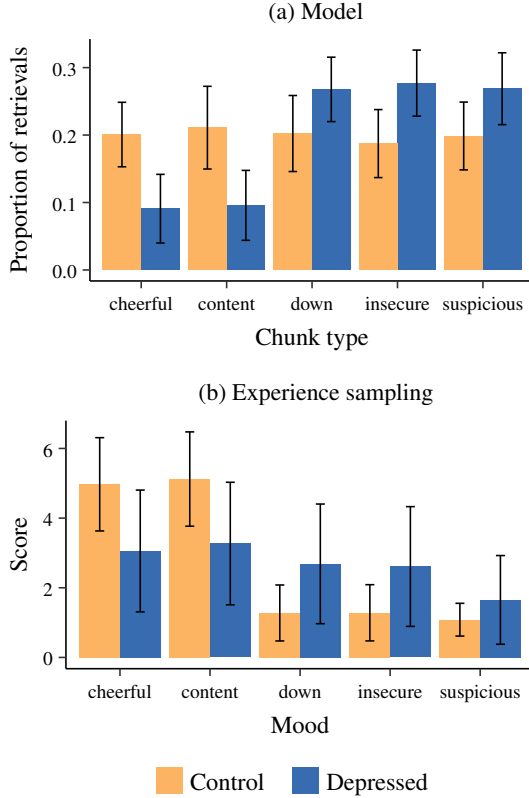 (a) Model
Proportion of retrievals
0.3
0.2
0.1
0.0
cheerful content down insecure suspicious
Chunk type
(b) Experience sampling
Score
6
4
2
0
cheerful content down insecure suspicious
Mood
Control Depressed